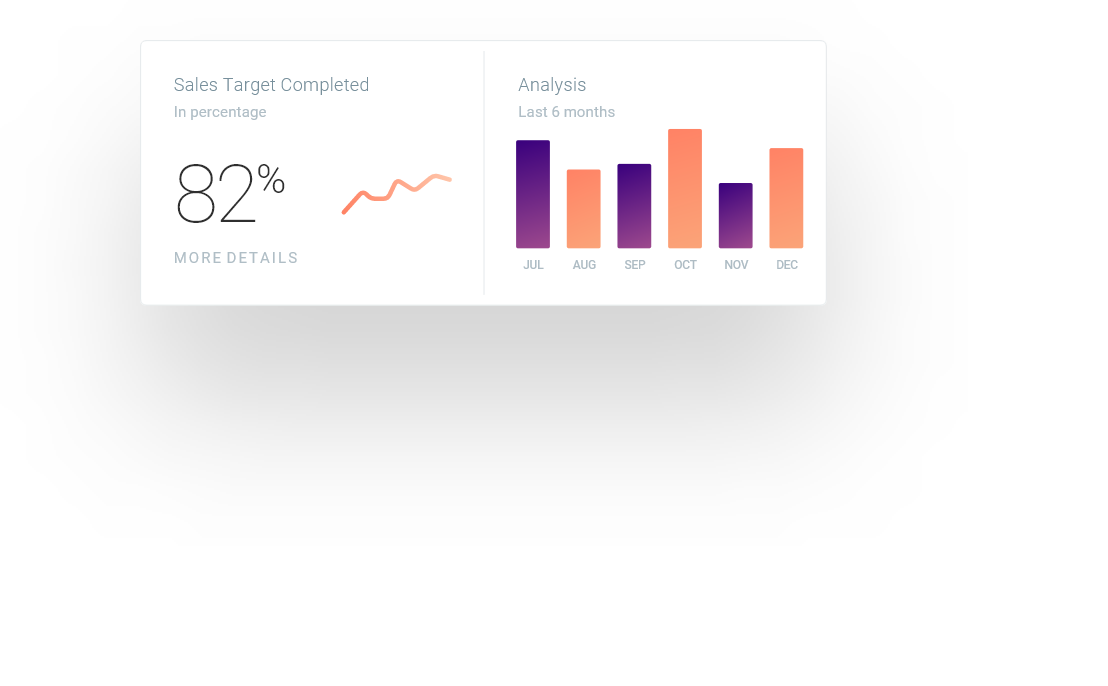 Sales Target Completed
In percentage
82%
MORE DETAILS
Analysis
Last 6 months
JUL AUG SEP OCT NOV DEC